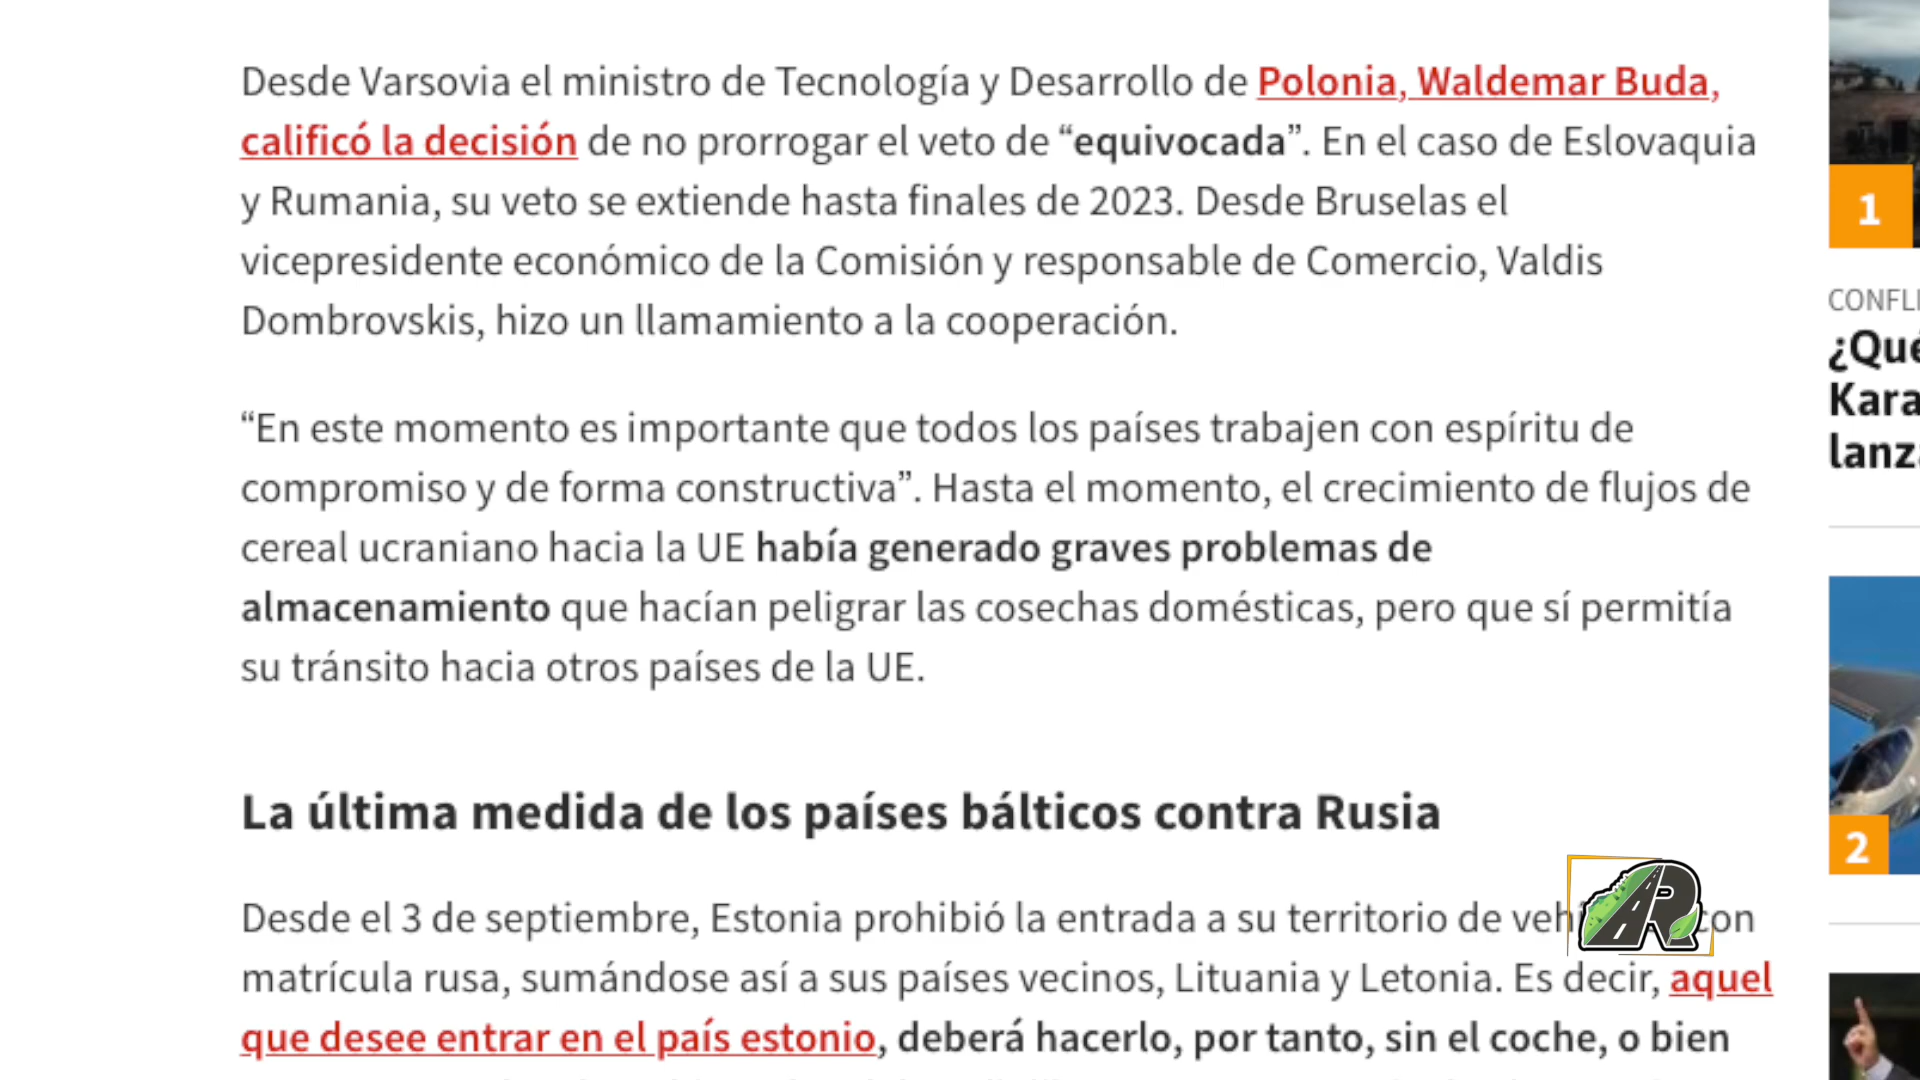 Desde Varsovia el ministro de Tecnología y Desarrollo de Polonia, Waldemar Buda,
calificó la decisión de no prorrogar el veto de “equivocada”. En el caso de Eslovaquia
y Rumania, su veto se extiende hasta finales de 2023. Desde Bruselas el
vicepresidente económico de la Comisión y responsable de Comercio, Valdis
Dombrovskis, hizo un llamamiento a la cooperación.
“En este momento es importante que todos los países trabajen con espíritu de
compromiso y de forma constructiva”. Hasta el momento, el crecimiento de flujos de
cereal ucraniano hacia la UE había generado graves problemas de
almacenamiento que hacían peligrar las cosechas domésticas, pero que sí permitía
su tránsito hacia otros países de la UE.
La última medida de los países bálticos contra Rusia
Desde el 3 de septiembre, Estonia prohibió la entrada a su territorio de con
matrícula rusa, sumándose así a sus países vecinos, Lituania y Letonia. Es decir, aquel
que desee entrar en el país estonio, deberá hacerlo, por tanto, sin el coche, o bien
R
1
¿Qué
2